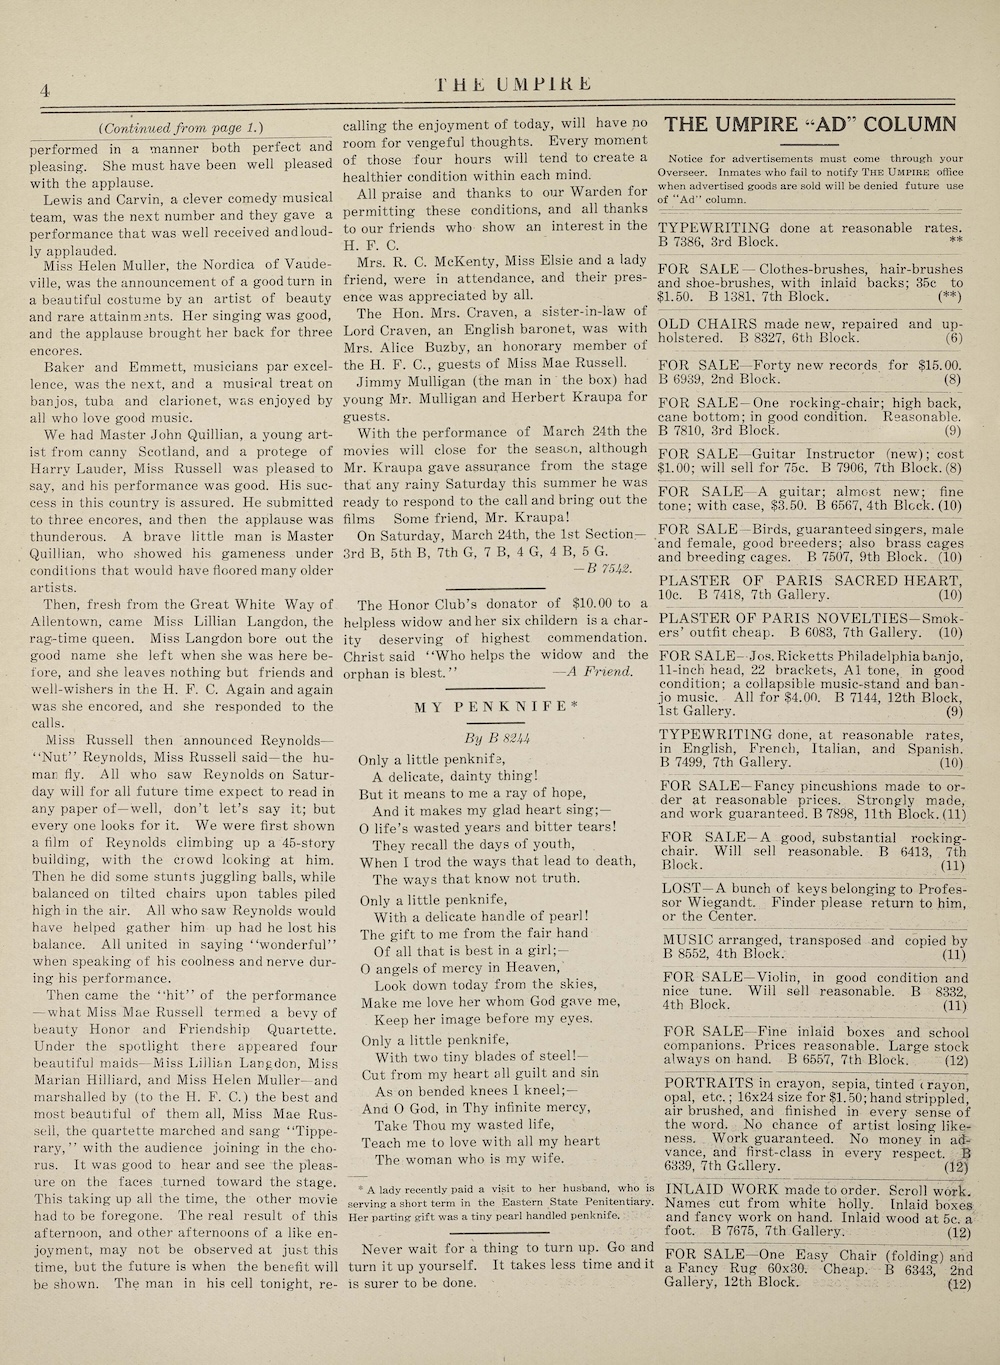 4
THE UMPIRE
(Continued from page 1.)
performed in a manner both perfect and
pleasing. She must have been well pleased
with the applause.
Lewis and Carvin, a clever comedy musical
team, was the next number and they gave a
performance that was well received and loud-
ly applauded.
Miss Helen Muller, the Nordica of Vaude-
ville, was the announcement of a good turn in
a beautiful costume by an artist of beauty
and rare attainments. Her singing was good,
and the applause brought her back for three
encores.
Baker and Emmett, musicians par excel-
lence, was the next, and a musical treat on
banjos, tuba and clarionet, was enjoyed by
all who love good music.
We had Master John Quillian, a young art-
ist from canny Scotland, and a protege of
Harry Lauder, Miss Russell was pleased to
say, and his performance was good. His suc-
cess in this country is assured. He submitted
to three encores, and then the applause was
thunderous. A brave little man is Master
Quillian, who showed his gameness under
conditions that would have floored many older
artists.
Then, fresh from the Great White Way of
Allentown, came Miss Lillian Langdon, the
rag-time queen. Miss Langdon bore out the
good name she left when she was here be-
fore, and she leaves nothing but friends and
well-wishers in the H. F. C. Again and again
was she encored, and she responded to the
calls.
Miss Russell then announced Reynolds—
"Nut" Reynolds, Miss Russell said—the hu-
man fly. All who saw Reynolds on Satur-
day will for all future time expect to read in
any paper of—well, don't let's say it; but
every one looks for it. We were first shown
a film of Reynolds climbing up a 45-story
building, with the crowd looking at him.
Then he did some stunts juggling balls, while
balanced on tilted chairs upon tables piled
high in the air. All who saw Reynolds would
have helped gather him up had he lost his
balance. All united in saying "wonderful"
when speaking of his coolness and nerve dur-
ing his performance.
Then came the "hit" of the performance
—what Miss Mae Russell termed a bevy of
beauty Honor and Friendship Quartette.
Under the spotlight there appeared four
beautiful maids—Miss Lillian Langdon, Miss
Marian Hilliard, and Miss Helen Muller—and
marshalled by (to the H. F. C.) the best and
most beautiful of them all, Miss Mae Rus-
sell, the quartette marched and sang "Tippe-
rary," with the audience joining in the cho-
rus. It was good to hear and see the pleas-
ure on the faces turned toward the stage.
This taking up all the time, the other movie
had to be foregone. The real result of this
afternoon, and other afternoons of a like en-
joyment, may not be observed at just this
time, but the future is when the benefit will
be shown. The man in his cell tonight, re-
calling the enjoyment of today, will have no
room for vengeful thoughts. Every moment
of those four hours will tend to create a
healthier condition within each mind.
All praise and thanks to our Warden for
permitting these conditions, and all thanks
to our friends who show an interest in the
H. F. C.
Mrs. R. C. McKenty, Miss Elsie and a lady
friend, were in attendance, and their pres-
ence was appreciated by all.
The Hon. Mrs. Craven, a sister-in-law of
Lord Craven, an English baronet, was with
Mrs. Alice Buzby, an honorary member of
the H. F. C., guests of Miss Mae Russell.
Jimmy Mulligan (the man in the box) had
young Mr. Mulligan and Herbert Kraupa for
guests.
With the performance of March 24th the
movies will close for the season, although
Mr. Kraupa gave assurance from the stage
that any rainy Saturday this summer he was
ready to respond to the call and bring out the
films Some friend, Mr. Kraupa!
On Saturday, March 24th, the 1st Section—
3rd B, 5th B, 7th G, 7 B, 4 G, 4 B, 5 G.
—B 7542.
The Honor Club's donator of $10.00 to a
helpless widow and her six childern is a char-
ity deserving of highest commendation.
Christ said "Who helps the widow and the
orphan is blest." —A Friend.
MY PENKNIFE*
By B 8244
Only a little penknife,
A delicate, dainty thing!
But it means to me a ray of hope,
And it makes my glad heart sing;—
O life's wasted years and bitter tears!
They recall the days of youth,
When I trod the ways that lead to death,
The ways that know not truth.
Only a little penknife,
With a delicate handle of pearl!
The gift to me from the fair hand
Of all that is best in a girl;—
O angels of mercy in Heaven,
Look down today from the skies,
Make me love her whom God gave me,
Keep her image before my eyes.
Only a little penknife,
With two tiny blades of steel!—
Cut from my heart all guilt and sin
As on bended knees I kneel;—
And O God, in Thy infinite mercy,
Take Thou my wasted life,
Teach me to love with all my heart
The woman who is my wife.
* A lady recently paid a visit to her husband, who is
serving a short term in the Eastern State Penitentiary.
Her parting gift was a tiny pearl handled penknife.
Never wait for a thing to turn up. Go and
turn it up yourself. It takes less time and it
is surer to be done.
THE UMPIRE "AD" COLUMN
Notice for advertisements must come through your
Overseer. Inmates who fail to notify THE UMPIRE office
when advertised goods are sold will be denied future use
of "Ad" column.
TYPEWRITING done at reasonable rates.
B 7386, 3rd Block. **
FOR SALE—Clothes-brushes, hair-brushes
and shoe-brushes, with inlaid backs; 35c to
$1.50. B 1381, 7th Block. (**)
OLD CHAIRS made new, repaired and up-
holstered. B 8327, 6th Block. (6)
FOR SALE—Forty new records for $15.00.
B 6939, 2nd Block. (8)
FOR SALE—One rocking-chair; high back,
cane bottom; in good condition. Reasonable.
B 7810, 3rd Block. (9)
FOR SALE—Guitar Instructor (new); cost
$1.00; will sell for 75c. B 7906, 7th Block. (8)
FOR SALE—A guitar; almost new; fine
tone; with case, $3.50. B 6567, 4th Block. (10)
FOR SALE—Birds, guaranteed singers, male
and female, good breeders; also brass cages
and breeding cages. B 7507, 9th Block. (10)
PLASTER OF PARIS SACRED HEART,
10c. B 7418, 7th Gallery. (10)
PLASTER OF PARIS NOVELTIES—Smok-
ers' outfit cheap. B 6083, 7th Gallery. (10)
FOR SALE—Jos. Ricketts Philadelphia banjo,
11-inch head, 22 brackets, A1 tone, in good
condition; a collapsible music-stand and ban-
jo music. All for $4.00. B 7144, 12th Block,
1st Gallery. (9)
TYPEWRITING done, at reasonable rates,
in English, French, Italian, and Spanish.
B 7499, 7th Gallery. (10)
FOR SALE—Fancy pincushions made to or-
der at reasonable prices. Strongly made,
and work guaranteed. B 7898, 11th Block. (11)
FOR SALE—A good, substantial rocking-
chair. Will sell reasonable. B 6413, 7th
Block. (11)
LOST—A bunch of keys belonging to Profes-
sor Wiegandt. Finder please return to him,
or the Center.
MUSIC arranged, transposed and copied by
B 8552, 4th Block. (11)
FOR SALE—Violin, in good condition and
nice tune. Will sell reasonable. B 8332,
4th Block. (11)
FOR SALE—Fine inlaid boxes and school
companions. Prices reasonable. Large stock
always on hand. B 6557, 7th Block. (12)
PORTRAITS in crayon, sepia, tinted crayon,
opal, etc.; 16x24 size for $1.50; hand strippled,
air brushed, and finished in every sense of
the word. No chance of artist losing like-
ness. Work guaranteed. No money in ad-
vance, and first-class in every respect. B
6339, 7th Gallery. (12)
INLAID WORK made to order. Scroll work.
Names cut from white holly. Inlaid boxes
and fancy work on hand. Inlaid wood at 5c. a
foot. B 7675, 7th Gallery. (12)
FOR SALE—One Easy Chair (folding) and
a Fancy Rug 60x30. Cheap. B 6343, 2nd
Gallery, 12th Block. (12)